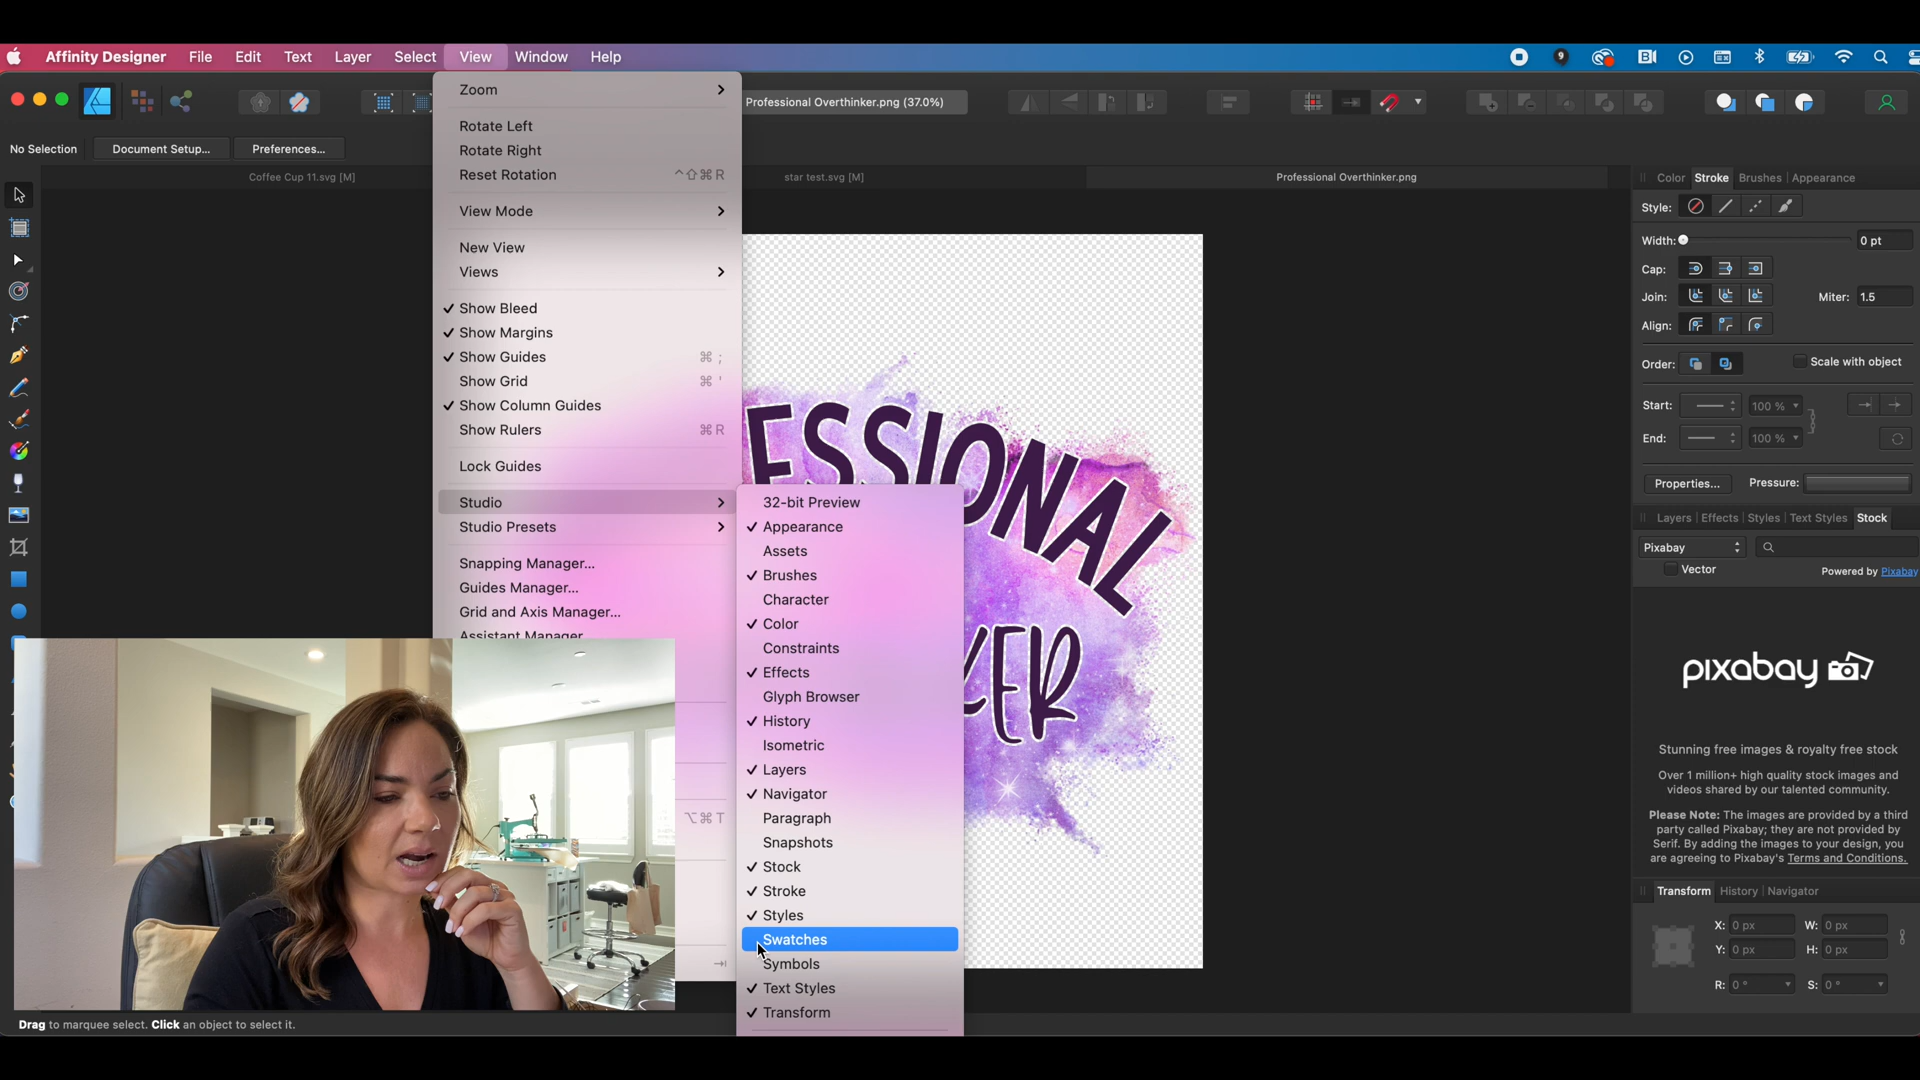 Affinity Designer File Edit Text Layer Select View Window Help
9
Professional Overthinker.png (37.0%)
No Selection Document Setup... Preferences...
Coffee Cup 11.svg [M] star test.svg [M] Professional Overthinker.png
Zoom
Rotate Left
Rotate Right
Reset Rotation ⌃⇧⌘R
View Mode
New View
Views
✓ Show Bleed
✓ Show Margins
✓ Show Guides ⌘ ;
Show Grid ⌘ '
✓ Show Column Guides
Show Rulers ⌘R
Lock Guides
Studio
Studio Presets
Snapping Manager...
Guides Manager...
Grid and Axis Manager...
Assistant Manager
⌥⌘T
32-bit Preview
✓ Appearance
Assets
✓ Brushes
Character
✓ Color
Constraints
✓ Effects
Glyph Browser
✓ History
Isometric
✓ Layers
✓ Navigator
Paragraph
Snapshots
✓ Stock
✓ Stroke
✓ Styles
Swatches
Symbols
✓ Text Styles
✓ Transform
ESSIONAL
KER
Color Stroke Brushes Appearance
Style:
Width: 0 pt
Cap:
Join: Miter: 1.5
Align:
Order: Scale with object
Start: 100 %
End: 100 %
Properties... Pressure:
Layers Effects Styles Text Styles Stock
Pixabay
Vector Powered by Pixabay
pixabay
Stunning free images & royalty free stock
Over 1 million+ high quality stock images and
videos shared by our talented community.
Please Note: The images are provided by a third
party called Pixabay; they are not provided by
Serif. By adding the images to your design, you
are agreeing to Pixabay's Terms and Conditions.
Transform History Navigator
X: 0 px W: 0 px
Y: 0 px H: 0 px
R: 0 ° S: 0 °
Drag to marquee select. Click an object to select it.